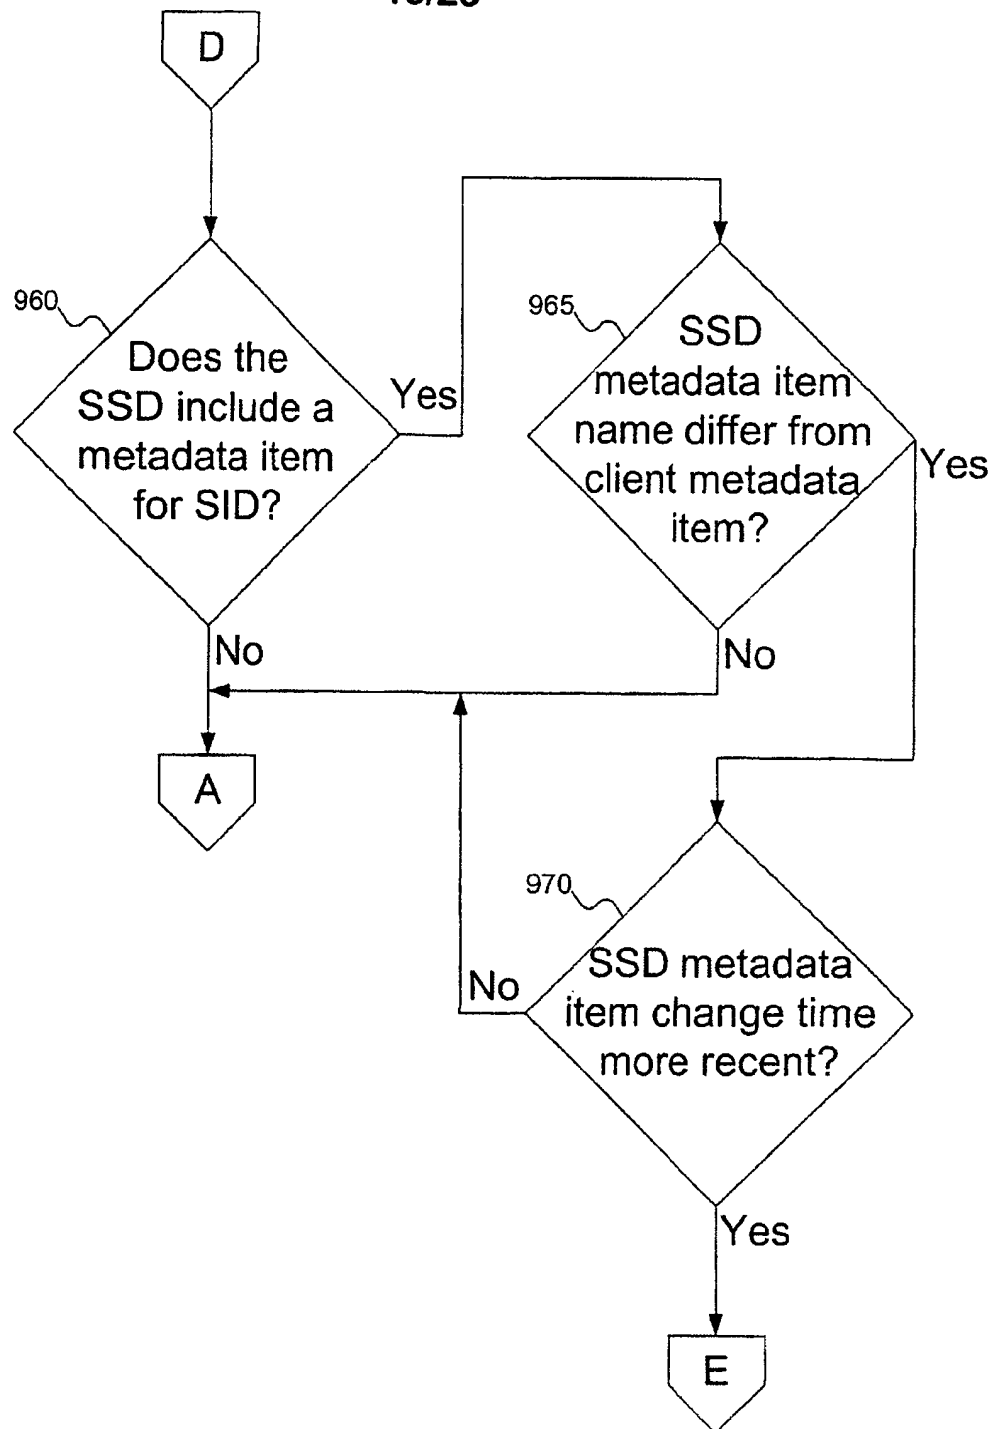 D
960
Does the
SSD include a
metadata item
for SID?
Yes
No
965
SSD
metadata item
name differ from
client metadata
item?
Yes
No
A
970
SSD metadata
item change time
more recent?
No
Yes
E